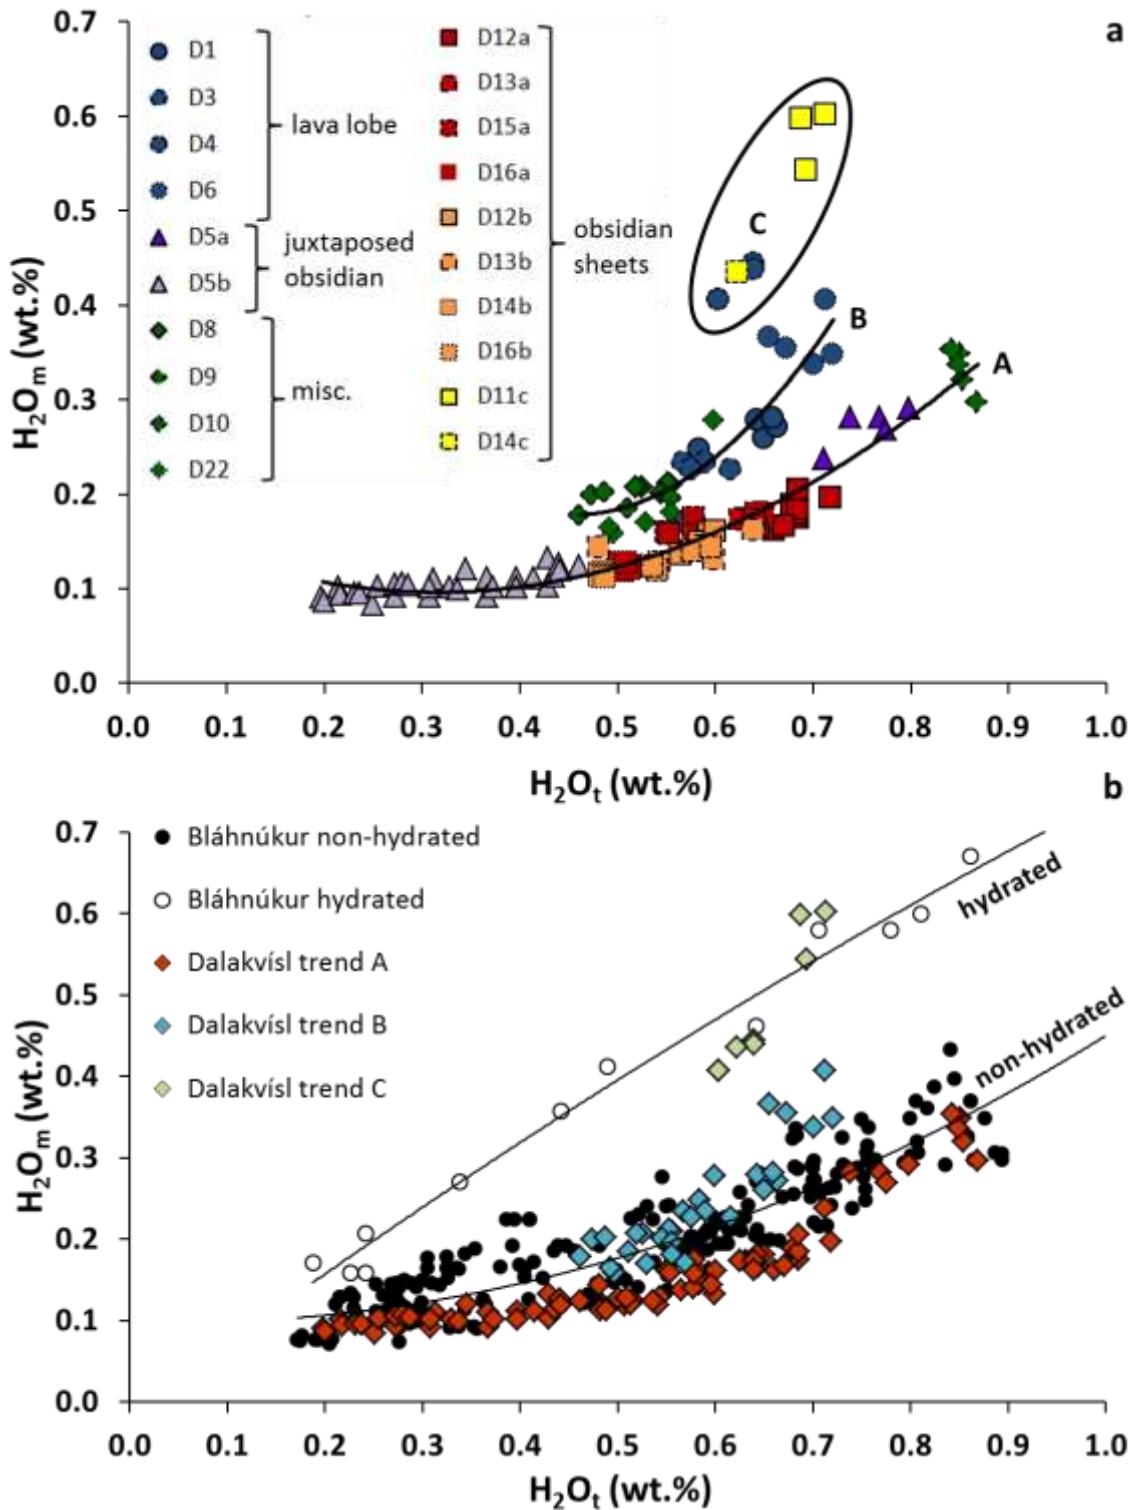 a
0.7
0.6
0.5
0.4
0.3
0.2
0.1
0.0
H₂Oₘ (wt.%)
D1
D3
D4
D6
lava lobe
D5a
D5b
juxtaposed
obsidian
D8
D9
D10
D22
misc.
D12a
D13a
D15a
D16a
D12b
D13b
D14b
D16b
D11c
D14c
obsidian
sheets
C
B
A
0.0 0.1 0.2 0.3 0.4 0.5 0.6 0.7 0.8 0.9 1.0
H₂Oₜ (wt.%)
b
0.7
0.6
0.5
0.4
0.3
0.2
0.1
0.0
H₂Oₘ (wt.%)
Bláhnúkur non-hydrated
Bláhnúkur hydrated
Dalakvísl trend A
Dalakvísl trend B
Dalakvísl trend C
hydrated
non-hydrated
0.0 0.1 0.2 0.3 0.4 0.5 0.6 0.7 0.8 0.9 1.0
H₂Oₜ (wt.%)